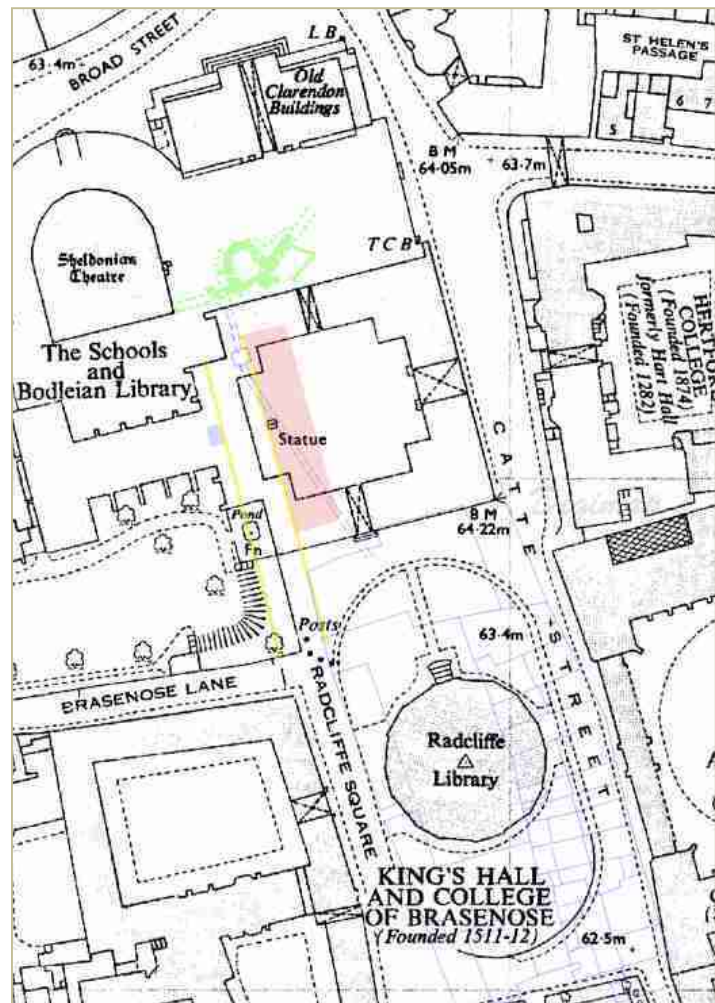 L B
63·4m
BROAD STREET
Old
Clarendon
Buildings
ST HELEN'S
PASSAGE
6 7
5
B M
64·05m
63·7m
T C B
Sheldonian
Theatre
HERTFORD
COLLEGE
(Founded 1874)
formerly Hart Hall
(Founded 1282)
The Schools
and
Bodleian Library
Statue
CATTE STREET
Pond
Fn
B M
64·22m
Posts
63·4m
BRASENOSE LANE
RADCLIFFE SQUARE
Radcliffe
Library
KING'S HALL
AND COLLEGE
OF BRASENOSE
(Founded 1511-12)
62·5m